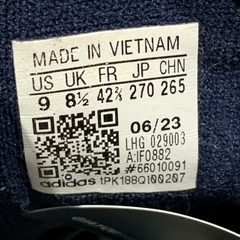 MADE IN VIETNAM
US UK FR JP CHN
9 8½ 42⅔ 270 265
06/23
LHG 029003
A:IF0882
#66010091
adidas 1PK188Q100207